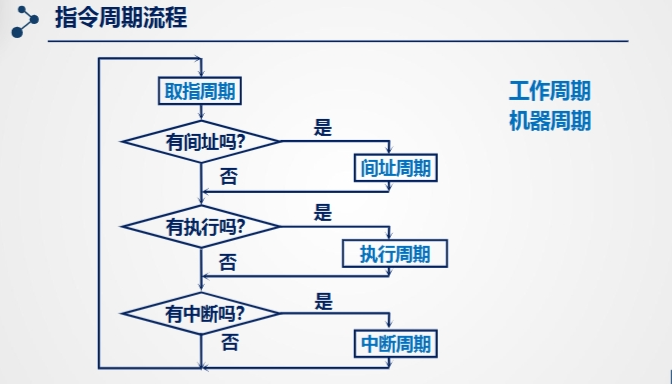 指令周期流程
工作周期
机器周期
取指周期
有间址吗?
是
间址周期
否
有执行吗?
是
执行周期
否
有中断吗?
是
中断周期
否